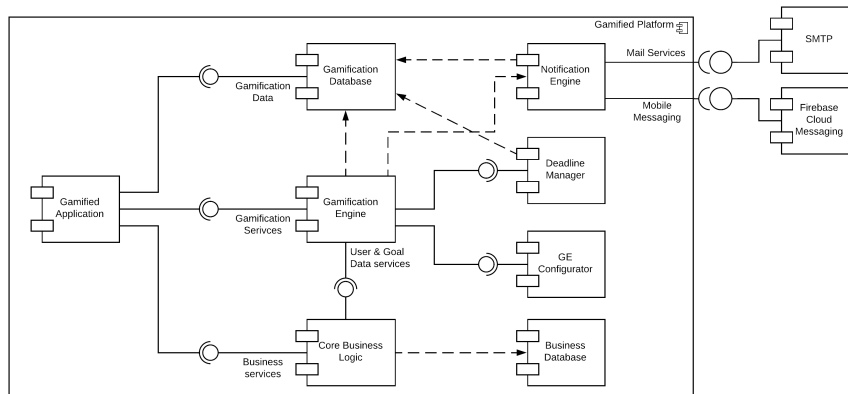 Gamified Platform
SMTP
Mail Services
Gamification
Database
Notification
Engine
Gamification
Data
Mobile
Messaging
Firebase
Cloud
Messaging
Deadline
Manager
Gamified
Application
Gamification
Engine
Gamification
Serivces
User & Goal
Data services
GE
Configurator
Core Business
Logic
Business
Database
Business
services